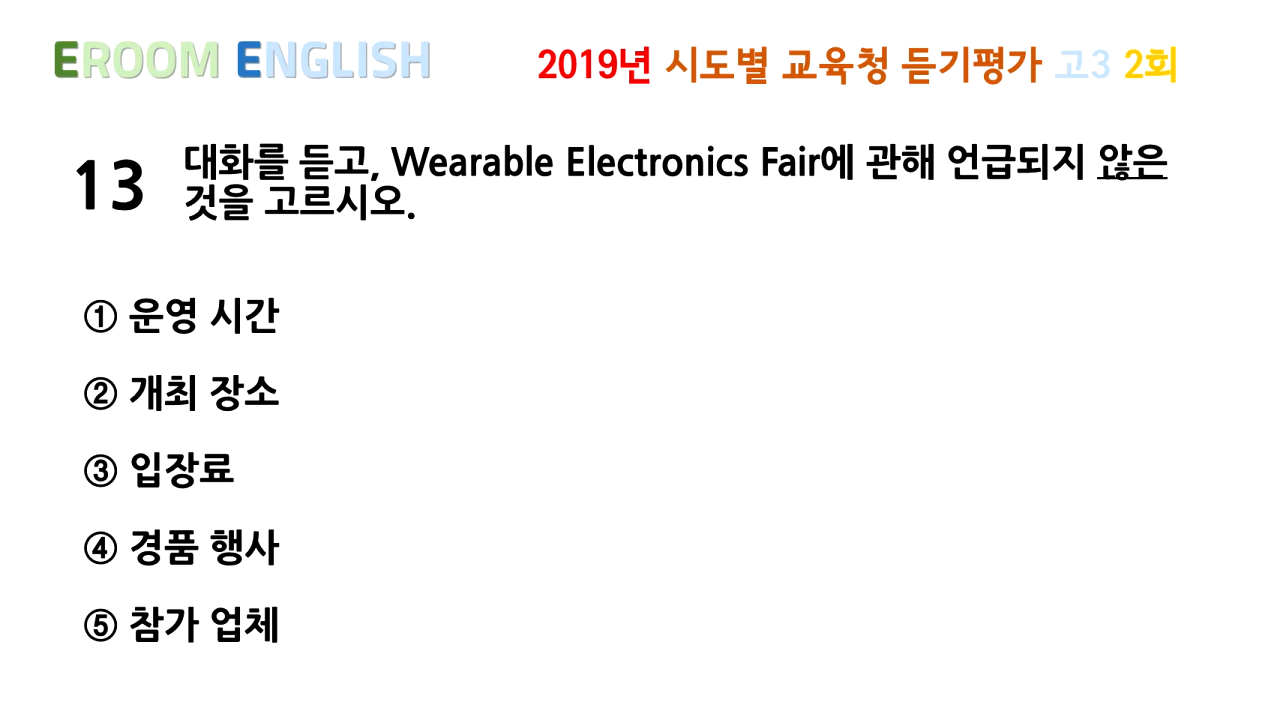 EROOM ENGLISH
2019년 시도별 교육청 듣기평가 고3 2회
13
대화를 듣고, Wearable Electronics Fair에 관해 언급되지 않은
것을 고르시오.
① 운영 시간
② 개최 장소
③ 입장료
④ 경품 행사
⑤ 참가 업체